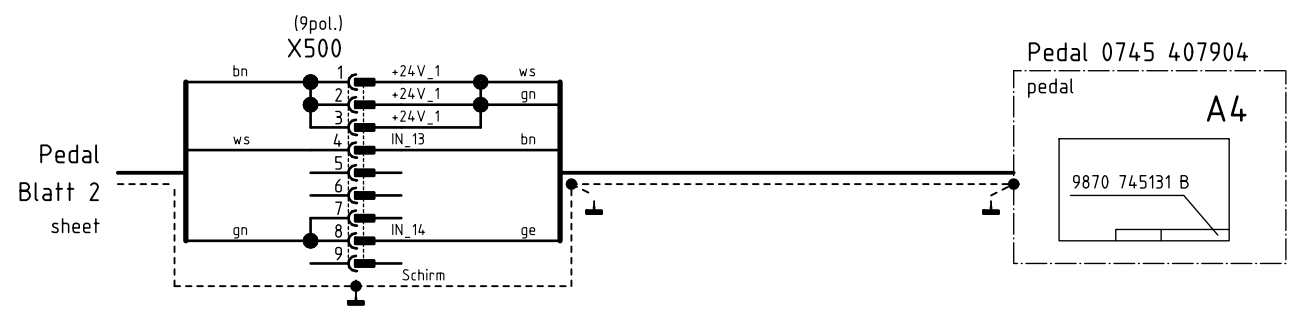 (9pol.)
X500
bn 1 +24V_1 ws
2 +24V_1 gn
3 +24V_1
ws 4 IN_13 bn
5
6
7
gn 8 IN_14 ge
9
Schirm
Pedal
Blatt 2
sheet
Pedal 0745 407904
pedal
A4
9870 745131 B